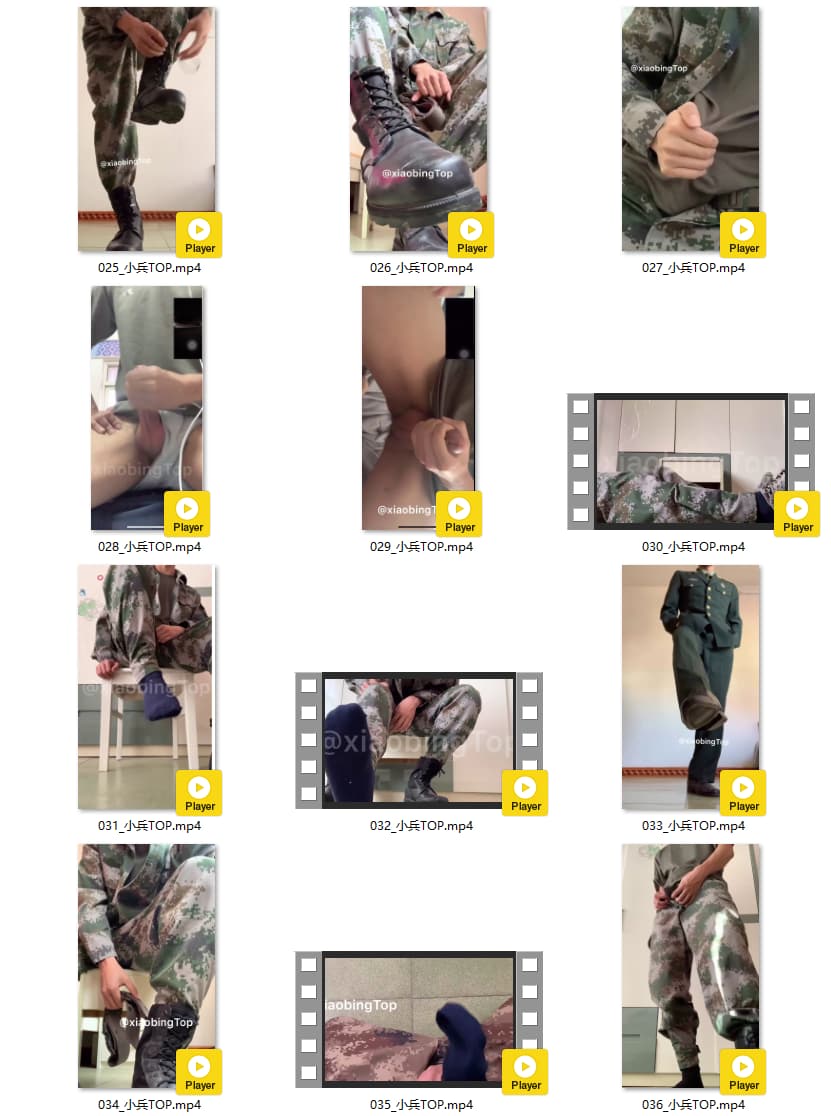 @xiaobingTop
@xiaobingTop
@xiaobingTop
Player
Player
Player
025_小兵TOP.mp4
026_小兵TOP.mp4
027_小兵TOP.mp4
xiaobingTop
@xiaobingT
xiaobingTop
Player
Player
Player
028_小兵TOP.mp4
029_小兵TOP.mp4
030_小兵TOP.mp4
@xiaobingTop
@xiaobingTop
@xiaobingTop
Player
Player
Player
031_小兵TOP.mp4
032_小兵TOP.mp4
033_小兵TOP.mp4
@xiaobingTop
iaobingTop
Player
Player
Player
034_小兵TOP.mp4
035_小兵TOP.mp4
036_小兵TOP.mp4